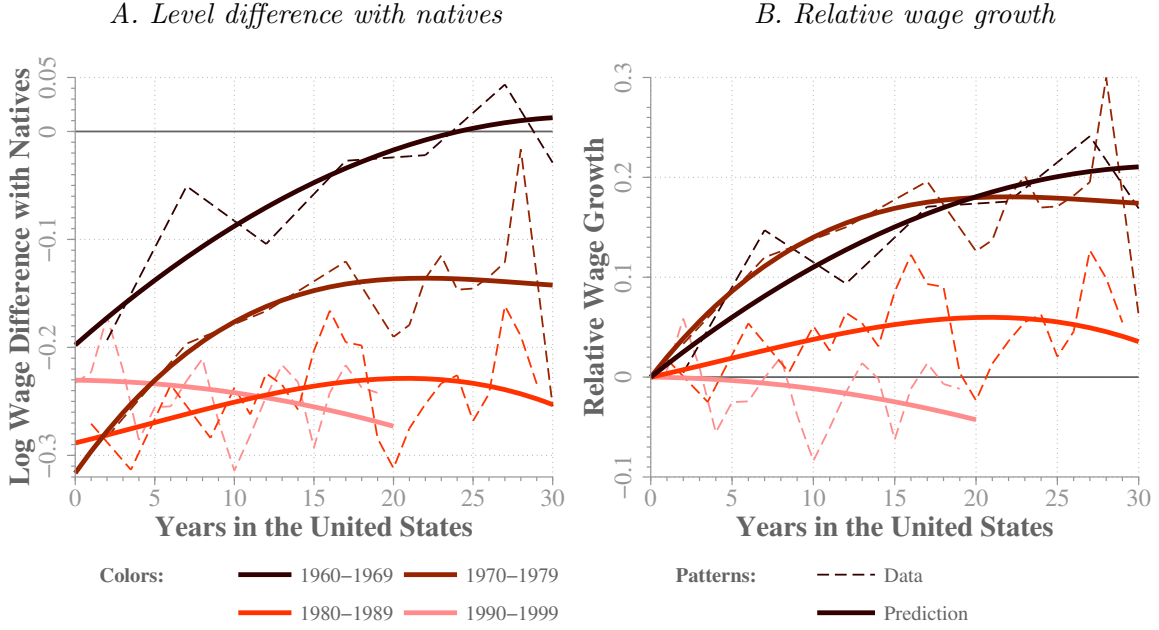 A. Level difference with natives
B. Relative wage growth
Log Wage Difference with Natives
0.05
0
−0.1
−0.2
−0.3
0 5 10 15 20 25 30
Years in the United States
Relative Wage Growth
0.3
0.2
0.1
0
−0.1
0 5 10 15 20 25 30
Years in the United States
Colors:
1960−1969
1970−1979
1980−1989
1990−1999
Patterns:
Data
Prediction